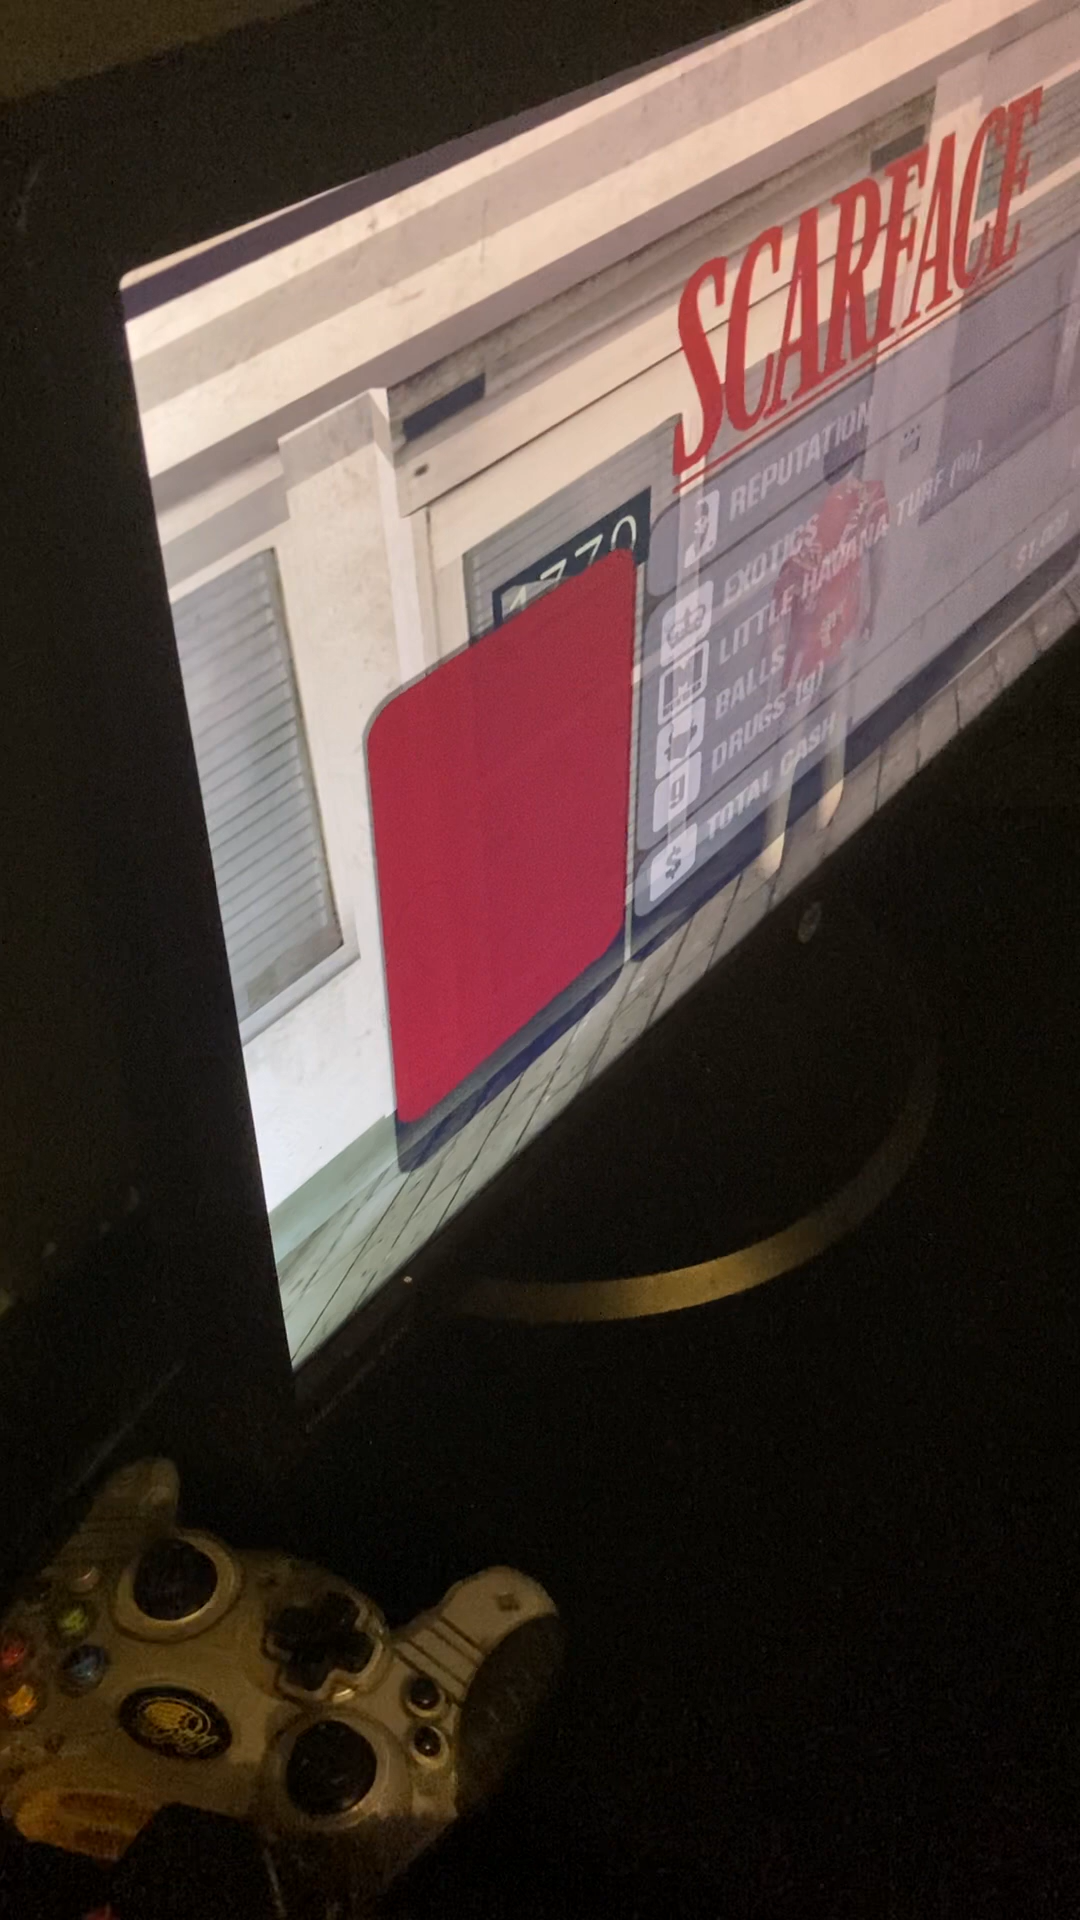 SCARFACE
REPUTATION
EXOTICS
LITTLE HAVANA TURF (%)
BALLS
DRUGS (g)
$ TOTAL CASH